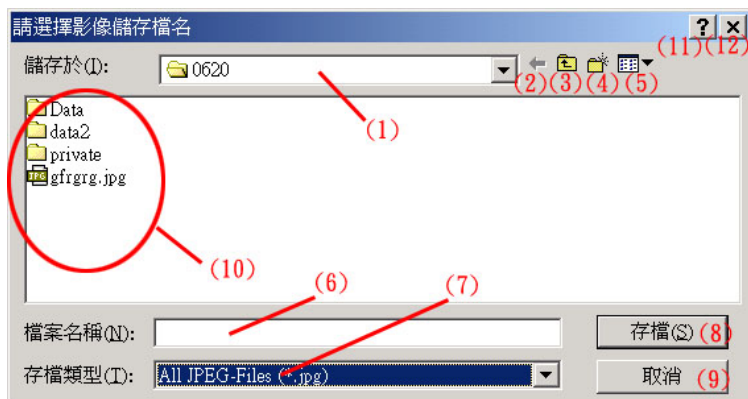 請選擇影像儲存檔名
(11)(12)
儲存於(I): 0620
(2)(3)(4)(5)
(1)
Data
data2
private
gfrgrg.jpg
(10)
(6)
(7)
檔案名稱(N):
存檔(S) (8)
存檔類型(T): All JPEG-Files (*.jpg)
取消 (9)